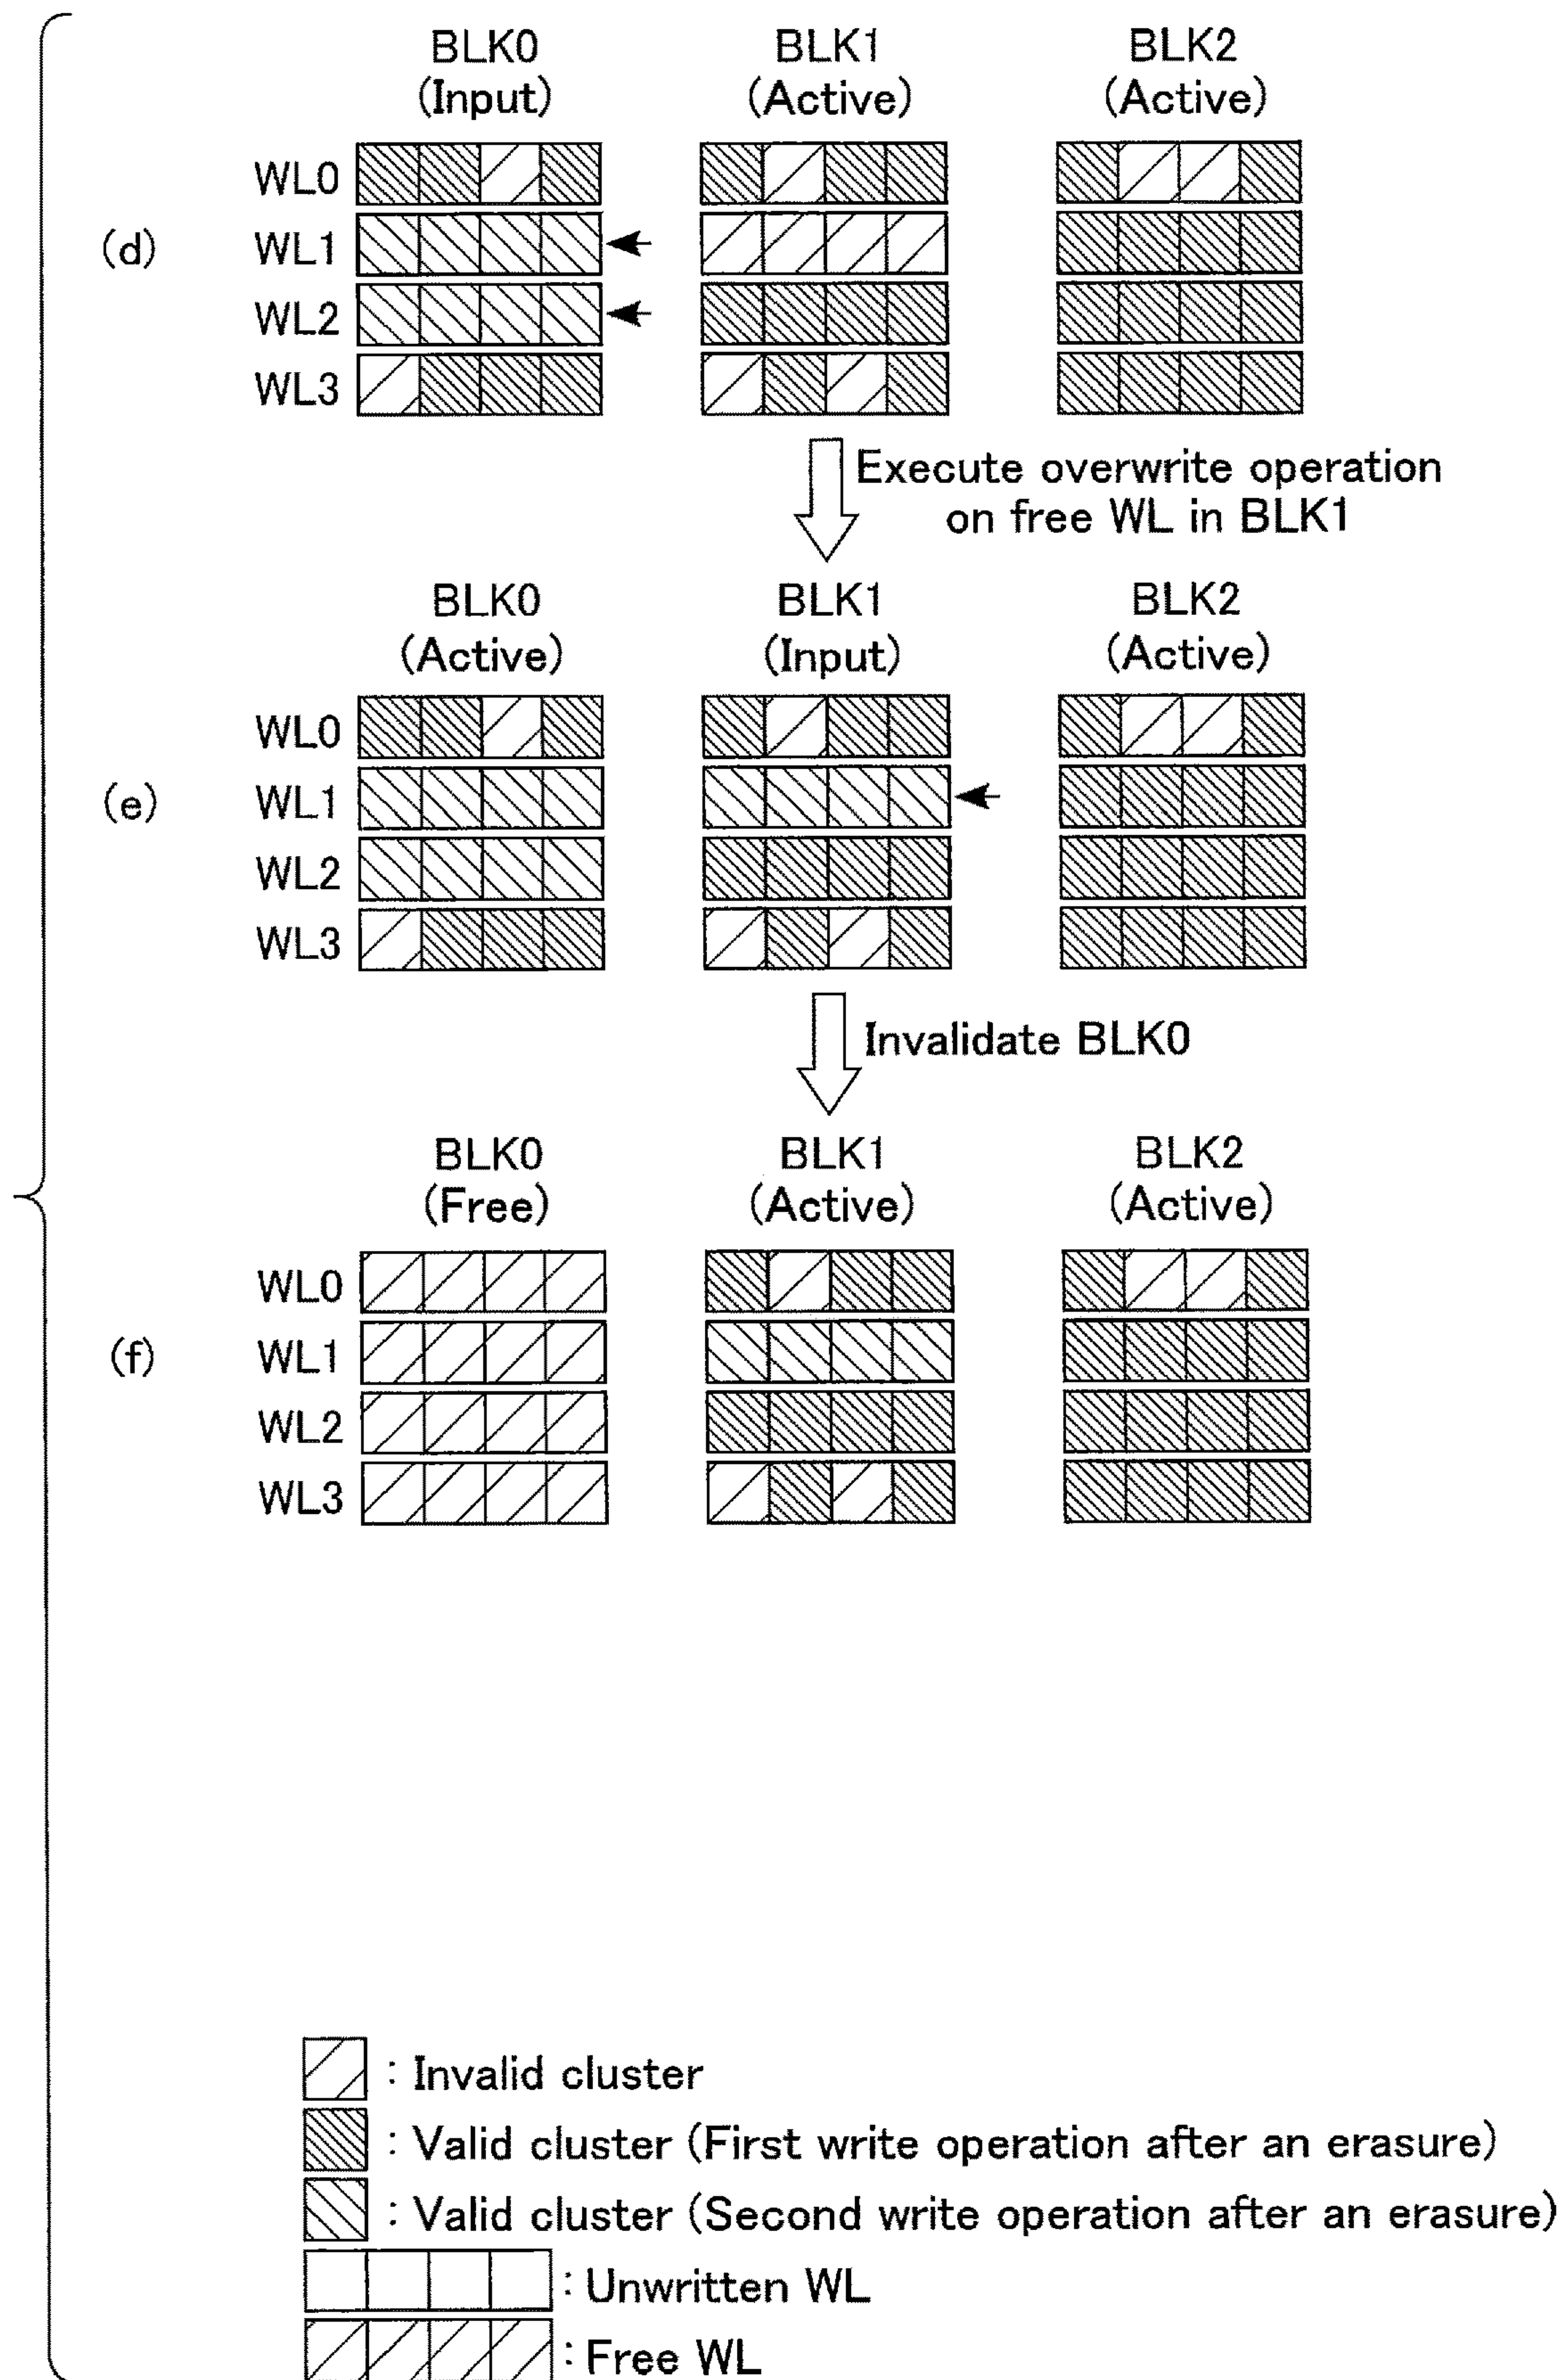 BLK0 BLK1 BLK2
(Input) (Active) (Active)
WL0
(d) WL1
WL2
WL3
Execute overwrite operation
on free WL in BLK1
BLK0 BLK1 BLK2
(Active) (Input) (Active)
WL0
(e) WL1
WL2
WL3
Invalidate BLK0
BLK0 BLK1 BLK2
(Free) (Active) (Active)
WL0
(f) WL1
WL2
WL3
: Invalid cluster
: Valid cluster (First write operation after an erasure)
: Valid cluster (Second write operation after an erasure)
: Unwritten WL
: Free WL